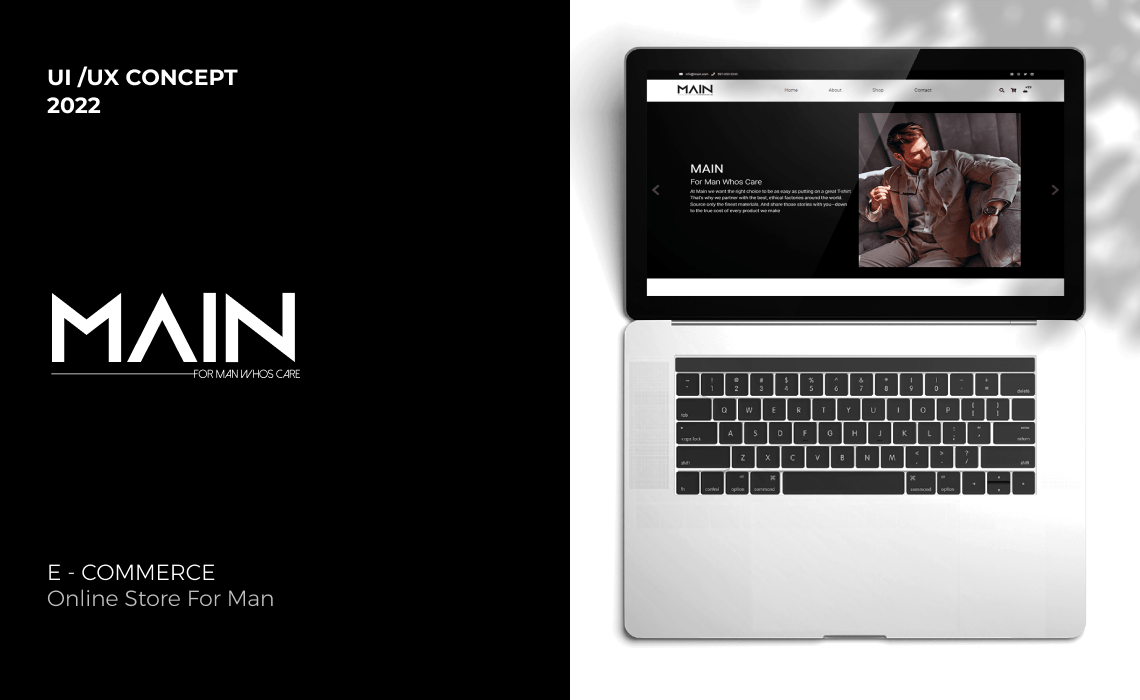 UI /UX CONCEPT
2022
MAIN
FOR MAN WHOS CARE
E - COMMERCE
Online Store For Man
MAIN
Home About Shop Contact
MAIN
For Man Whos Care
At Main we want the right choice to be as easy as putting on a great T-shirt
That's why we partner with the best, ethical factories around the world.
Source only the finest materials. And share those stories with you—down
to the true cost of every product we make
delete
tab Q W E R T Y U I O P
caps lock A S D F G H J K L return
shift Z X C V B N M shift
fn control option command command option